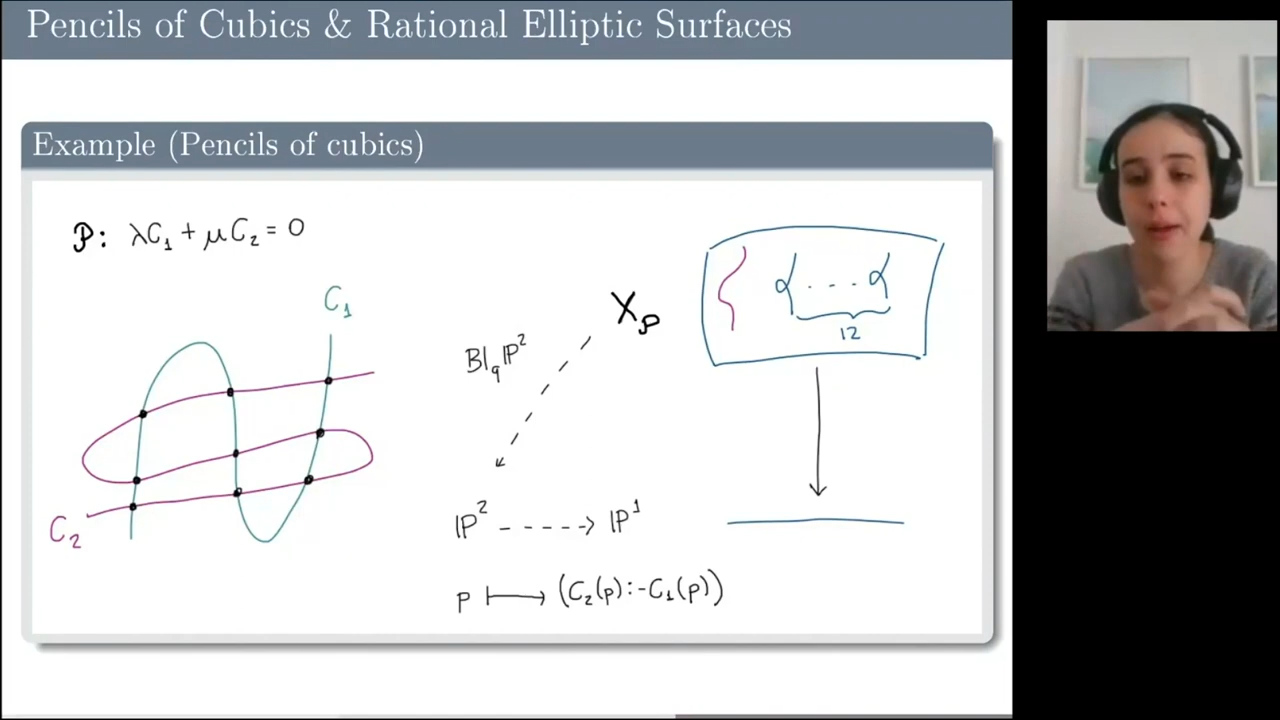 Pencils of Cubics & Rational Elliptic Surfaces
Example (Pencils of cubics)
𝒫: λC₁ + μC₂ = 0
C₁
C₂
Bl_q ℙ²
X_𝒫
. . .
12
ℙ² ----> ℙ¹
p ⟼ (C₂(p):-C₁(p))